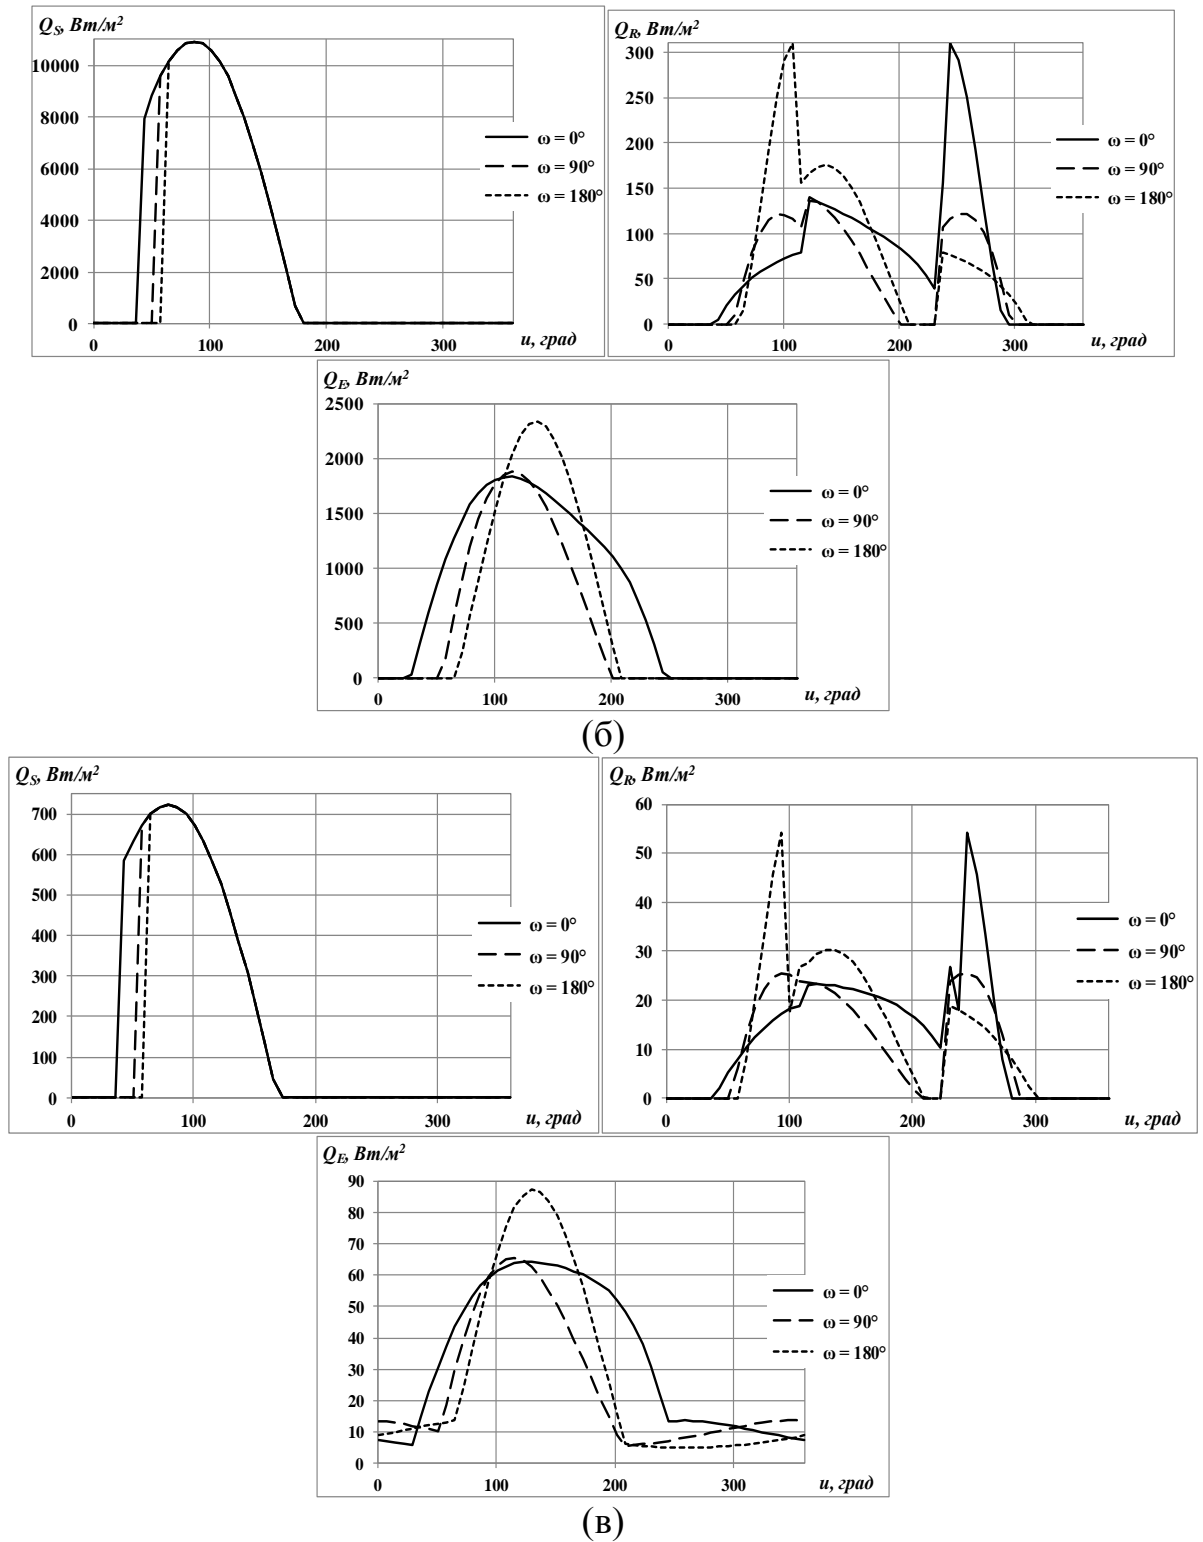 Q_S, Вт/м²
10000
8000
6000
4000
2000
0
0 100 200 300
u, град
ω = 0°
ω = 90°
ω = 180°
Q_R, Вт/м²
300
250
200
150
100
50
0
0 100 200 300
u, град
ω = 0°
ω = 90°
ω = 180°
Q_E, Вт/м²
2500
2000
1500
1000
500
0
0 100 200 300
u, град
ω = 0°
ω = 90°
ω = 180°
(б)
Q_S, Вт/м²
700
600
500
400
300
200
100
0
0 100 200 300
u, град
ω = 0°
ω = 90°
ω = 180°
Q_R, Вт/м²
60
50
40
30
20
10
0
0 100 200 300
u, град
ω = 0°
ω = 90°
ω = 180°
Q_E, Вт/м²
90
80
70
60
50
40
30
20
10
0
0 100 200 300
u, град
ω = 0°
ω = 90°
ω = 180°
(в)